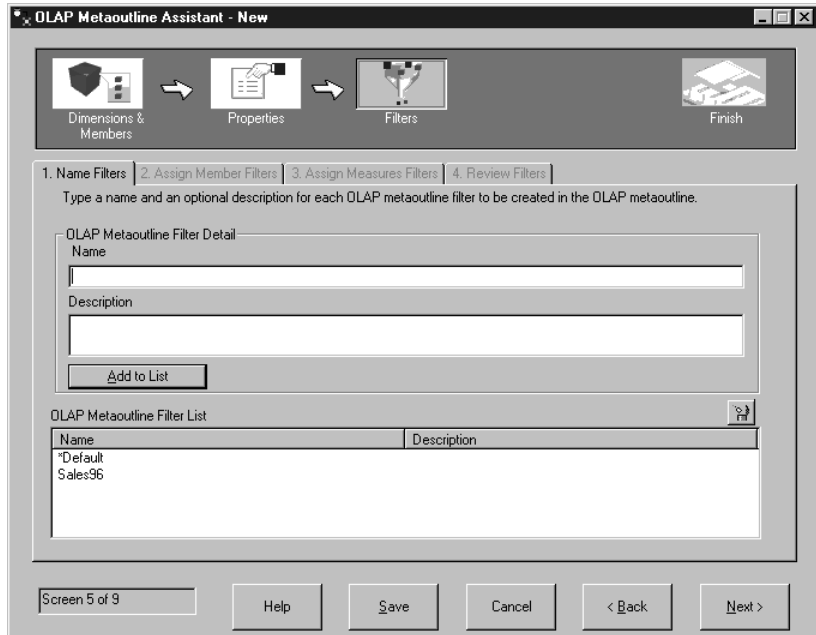 OLAP Metaoutline Assistant - New
Dimensions &
Members
Properties
Filters
Finish
1. Name Filters
2. Assign Member Filters
3. Assign Measures Filters
4. Review Filters
Type a name and an optional description for each OLAP metaoutline filter to be created in the OLAP metaoutline.
OLAP Metaoutline Filter Detail
Name
Description
Add to List
OLAP Metaoutline Filter List
Name
Description
*Default
Sales96
Screen 5 of 9
Help
Save
Cancel
< Back
Next >